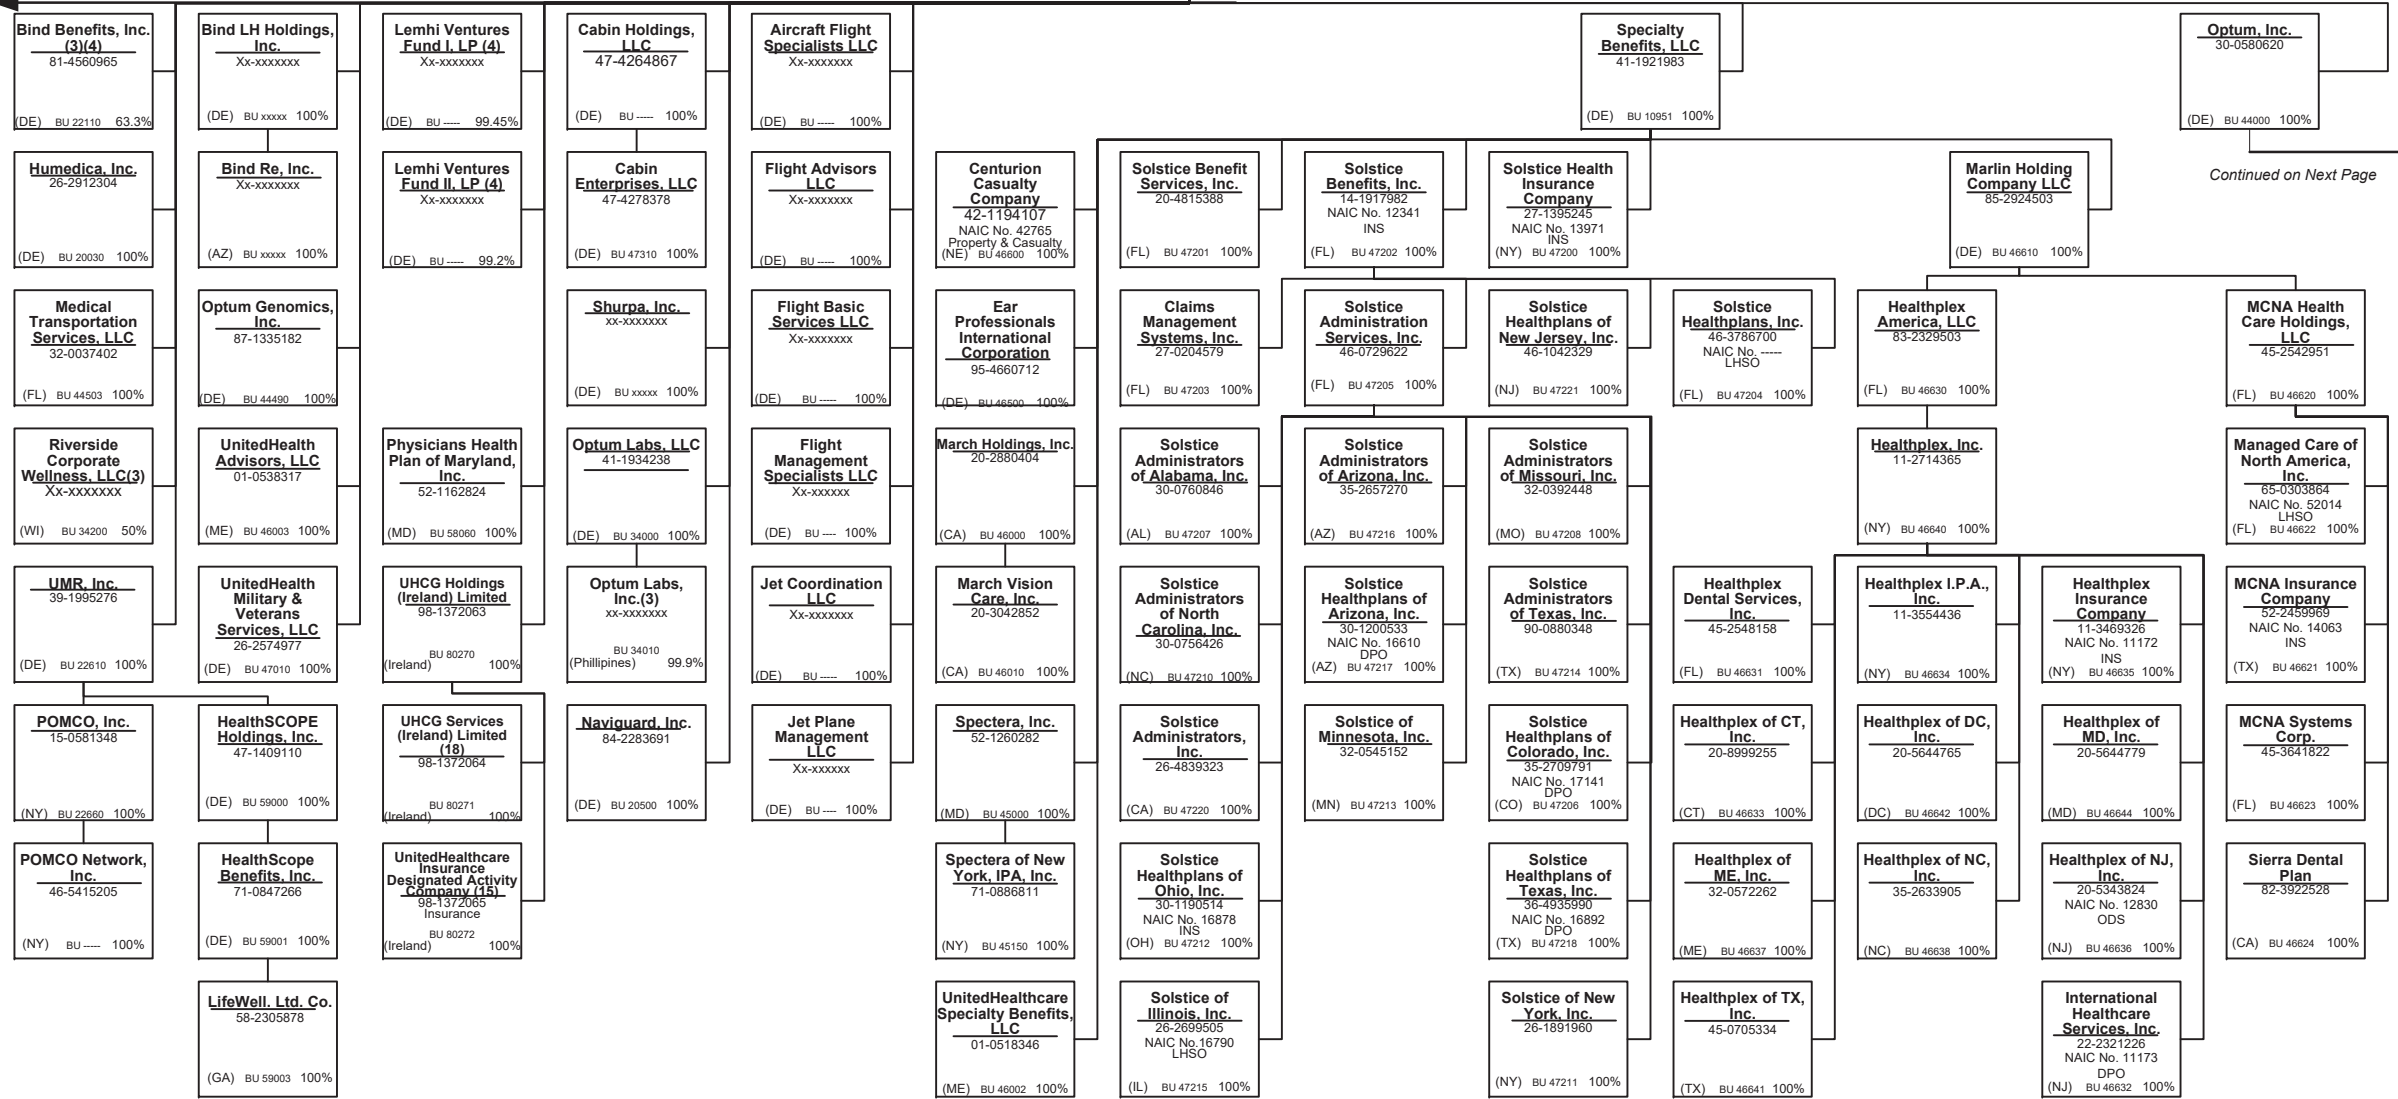 Bind Benefits, Inc.
(3)(4)
81-4560965
(DE) BU 22110 63.3%
Bind LH Holdings,
Inc.
Xx-xxxxxxx
(DE) BU xxxxx 100%
Lemhi Ventures
Fund I, LP (4)
Xx-xxxxxxx
(DE) BU ----- 99.45%
Cabin Holdings,
LLC
47-4264867
(DE) BU ----- 100%
Aircraft Flight
Specialists LLC
Xx-xxxxxxx
(DE) BU ----- 100%
Specialty
Benefits, LLC
41-1921983
(DE) BU 10951 100%
Optum, Inc.
30-0580620
(DE) BU 44000 100%
Humedica, Inc.
26-2912304
(DE) BU 20030 100%
Bind Re, Inc.
Xx-xxxxxxx
(AZ) BU xxxxx 100%
Lemhi Ventures
Fund II, LP (4)
Xx-xxxxxxx
(DE) BU ----- 99.2%
Cabin
Enterprises, LLC
47-4278378
(DE) BU 47310 100%
Flight Advisors
LLC
Xx-xxxxxxx
(DE) BU ----- 100%
Centurion
Casualty
Company
42-1194107
NAIC No. 42765
Property & Casualty
(NE) BU 46600 100%
Solstice Benefit
Services, Inc.
20-4815388
(FL) BU 47201 100%
Solstice
Benefits, Inc.
14-1917982
NAIC No. 12341
INS
(FL) BU 47202 100%
Solstice Health
Insurance
Company
27-1395245
NAIC No. 13971
INS
(NY) BU 47200 100%
Marlin Holding
Company LLC
85-2924503
(DE) BU 46610 100%
Continued on Next Page
Medical
Transportation
Services, LLC
32-0037402
(FL) BU 44503 100%
Optum Genomics,
Inc.
87-1335182
(DE) BU 44490 100%
Shurpa, Inc.
xx-xxxxxxx
(DE) BU xxxxx 100%
Flight Basic
Services LLC
Xx-xxxxxxx
(DE) BU ----- 100%
Ear
Professionals
International
Corporation
95-4660712
(DE) BU 46500 100%
Claims
Management
Systems, Inc.
27-0204579
(FL) BU 47203 100%
Solstice
Administration
Services, Inc.
46-0729622
(FL) BU 47205 100%
Solstice
Healthplans of
New Jersey, Inc.
46-1042329
(NJ) BU 47221 100%
Solstice
Healthplans, Inc.
46-3786700
NAIC No. -----
LHSO
(FL) BU 47204 100%
Healthplex
America, LLC
83-2329503
(FL) BU 46630 100%
MCNA Health
Care Holdings,
LLC
45-2542951
(FL) BU 46620 100%
Riverside
Corporate
Wellness, LLC(3)
Xx-xxxxxxx
(WI) BU 34200 50%
UnitedHealth
Advisors, LLC
01-0538317
(ME) BU 46003 100%
Physicians Health
Plan of Maryland,
Inc.
52-1162824
(MD) BU 58060 100%
Optum Labs, LLC
41-1934238
(DE) BU 34000 100%
Flight
Management
Specialists LLC
Xx-xxxxxx
(DE) BU ---- 100%
March Holdings, Inc.
20-2880404
(CA) BU 46000 100%
Solstice
Administrators
of Alabama, Inc.
30-0760846
(AL) BU 47207 100%
Solstice
Administrators
of Arizona, Inc.
35-2657270
(AZ) BU 47216 100%
Solstice
Administrators
of Missouri, Inc.
32-0392448
(MO) BU 47208 100%
Healthplex, Inc.
11-2714365
(NY) BU 46640 100%
Managed Care of
North America,
Inc.
65-0303864
NAIC No. 52014
LHSO
(FL) BU 46622 100%
UMR, Inc.
39-1995276
(DE) BU 22610 100%
UnitedHealth
Military &
Veterans
Services, LLC
26-2574977
(DE) BU 47010 100%
UHCG Holdings
(Ireland) Limited
98-1372063
BU 80270
(Ireland) 100%
Optum Labs,
Inc.(3)
xx-xxxxxxx
BU 34010
(Phillipines) 99.9%
Jet Coordination
LLC
Xx-xxxxxxx
(DE) BU ----- 100%
March Vision
Care, Inc.
20-3042852
(CA) BU 46010 100%
Solstice
Administrators
of North
Carolina, Inc.
30-0756426
(NC) BU 47210 100%
Solstice
Healthplans of
Arizona, Inc.
30-1200533
NAIC No. 16610
DPO
(AZ) BU 47217 100%
Solstice
Administrators
of Texas, Inc.
90-0880348
(TX) BU 47214 100%
Healthplex
Dental Services,
Inc.
45-2548158
(FL) BU 46631 100%
Healthplex I.P.A.,
Inc.
11-3554436
(NY) BU 46634 100%
Healthplex
Insurance
Company
11-3469326
NAIC No. 11172
INS
(NY) BU 46635 100%
MCNA Insurance
Company
52-2459969
NAIC No. 14063
INS
(TX) BU 46621 100%
POMCO, Inc.
15-0581348
(NY) BU 22660 100%
HealthSCOPE
Holdings, Inc.
47-1409110
(DE) BU 59000 100%
UHCG Services
(Ireland) Limited
(18)
98-1372064
BU 80271
(Ireland) 100%
Naviguard, Inc.
84-2283691
(DE) BU 20500 100%
Jet Plane
Management
LLC
Xx-xxxxxx
(DE) BU ---- 100%
Spectera, Inc.
52-1260282
(MD) BU 45000 100%
Solstice
Administrators,
Inc.
26-4839323
(CA) BU 47220 100%
Solstice of
Minnesota, Inc.
32-0545152
(MN) BU 47213 100%
Solstice
Healthplans of
Colorado, Inc.
35-2709791
NAIC No. 17141
DPO
(CO) BU 47206 100%
Healthplex of CT,
Inc.
20-8999255
(CT) BU 46633 100%
Healthplex of DC,
Inc.
20-5644765
(DC) BU 46642 100%
Healthplex of
MD, Inc.
20-5644779
(MD) BU 46644 100%
MCNA Systems
Corp.
45-3641822
(FL) BU 46623 100%
POMCO Network,
Inc.
46-5415205
(NY) BU ----- 100%
HealthScope
Benefits, Inc.
71-0847266
(DE) BU 59001 100%
UnitedHealthcare
Insurance
Designated Activity
Company (15)
98-1372065
Insurance
BU 80272
(Ireland) 100%
Spectera of New
York, IPA, Inc.
71-0886811
(NY) BU 45150 100%
Solstice
Healthplans of
Ohio, Inc.
30-1190514
NAIC No. 16878
INS
(OH) BU 47212 100%
Solstice
Healthplans of
Texas, Inc.
36-4935990
NAIC No. 16892
DPO
(TX) BU 47218 100%
Healthplex of
ME, Inc.
32-0572262
(ME) BU 46637 100%
Healthplex of NC,
Inc.
35-2633905
(NC) BU 46638 100%
Healthplex of NJ,
Inc.
20-5343824
NAIC No. 12830
ODS
(NJ) BU 46636 100%
Sierra Dental
Plan
82-3922528
(CA) BU 46624 100%
LifeWell. Ltd. Co.
58-2305878
(GA) BU 59003 100%
UnitedHealthcare
Specialty Benefits,
LLC
01-0518346
(ME) BU 46002 100%
Solstice of
Illinois, Inc.
26-2699505
NAIC No.16790
LHSO
(IL) BU 47215 100%
Solstice of New
York, Inc.
26-1891960
(NY) BU 47211 100%
Healthplex of TX,
Inc.
45-0705334
(TX) BU 46641 100%
International
Healthcare
Services, Inc.
22-2321226
NAIC No. 11173
DPO
(NJ) BU 46632 100%